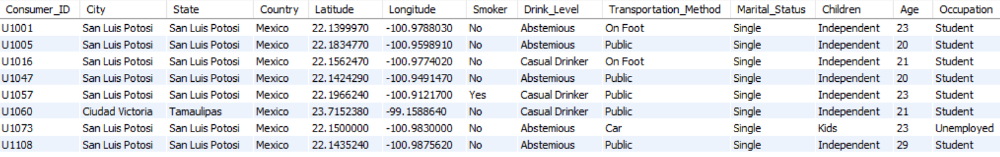 Consumer_ID City State Country Latitude Longitude Smoker Drink_Level Transportation_Method Marital_Status Children Age Occupation
U1001 San Luis Potosi San Luis Potosi Mexico 22.1399970 -100.9788030 No Abstemious On Foot Single Independent 23 Student
U1005 San Luis Potosi San Luis Potosi Mexico 22.1834770 -100.9598910 No Abstemious Public Single Independent 20 Student
U1016 San Luis Potosi San Luis Potosi Mexico 22.1562470 -100.9774020 No Casual Drinker On Foot Single Independent 21 Student
U1047 San Luis Potosi San Luis Potosi Mexico 22.1424290 -100.9491470 No Abstemious Public Single Independent 20 Student
U1057 San Luis Potosi San Luis Potosi Mexico 22.1966240 -100.9121700 Yes Casual Drinker Public Single Independent 23 Student
U1060 Ciudad Victoria Tamaulipas Mexico 23.7152380 -99.1588640 No Casual Drinker Public Single Independent 21 Student
U1073 San Luis Potosi San Luis Potosi Mexico 22.1500000 -100.9830000 No Abstemious Car Single Kids 23 Unemployed
U1108 San Luis Potosi San Luis Potosi Mexico 22.1435240 -100.9875620 No Abstemious Public Single Independent 29 Student